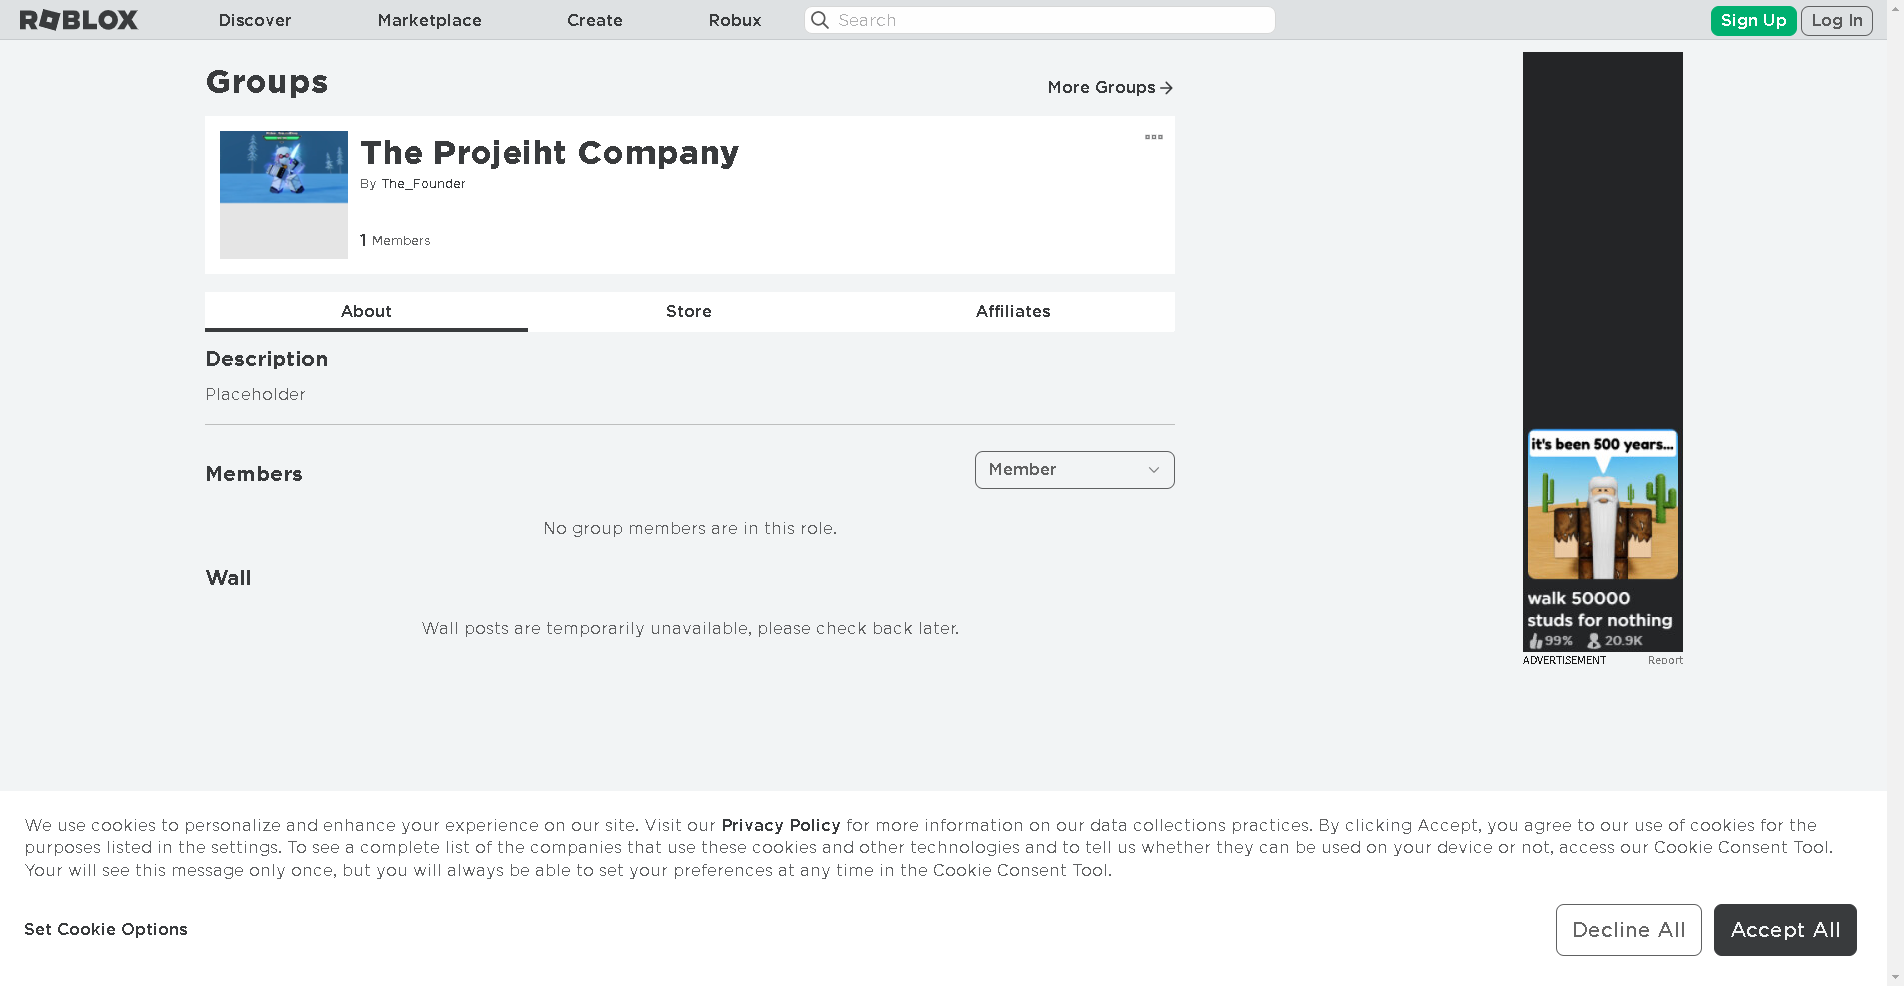 ROBLOX Discover Marketplace Create Robux Search Sign Up Log In
Groups
More Groups
The Projeiht Company
By The_Founder
1 Members
About Store Affiliates
Description
Placeholder
Members
Member
No group members are in this role.
Wall
Wall posts are temporarily unavailable, please check back later.
it's been 500 years...
walk 50000
studs for nothing
99% 20.9K
ADVERTISEMENT Report
We use cookies to personalize and enhance your experience on our site. Visit our Privacy Policy for more information on our data collections practices. By clicking Accept, you agree to our use of cookies for the
purposes listed in the settings. To see a complete list of the companies that use these cookies and other technologies and to tell us whether they can be used on your device or not, access our Cookie Consent Tool.
Your will see this message only once, but you will always be able to set your preferences at any time in the Cookie Consent Tool.
Set Cookie Options
Decline All
Accept All